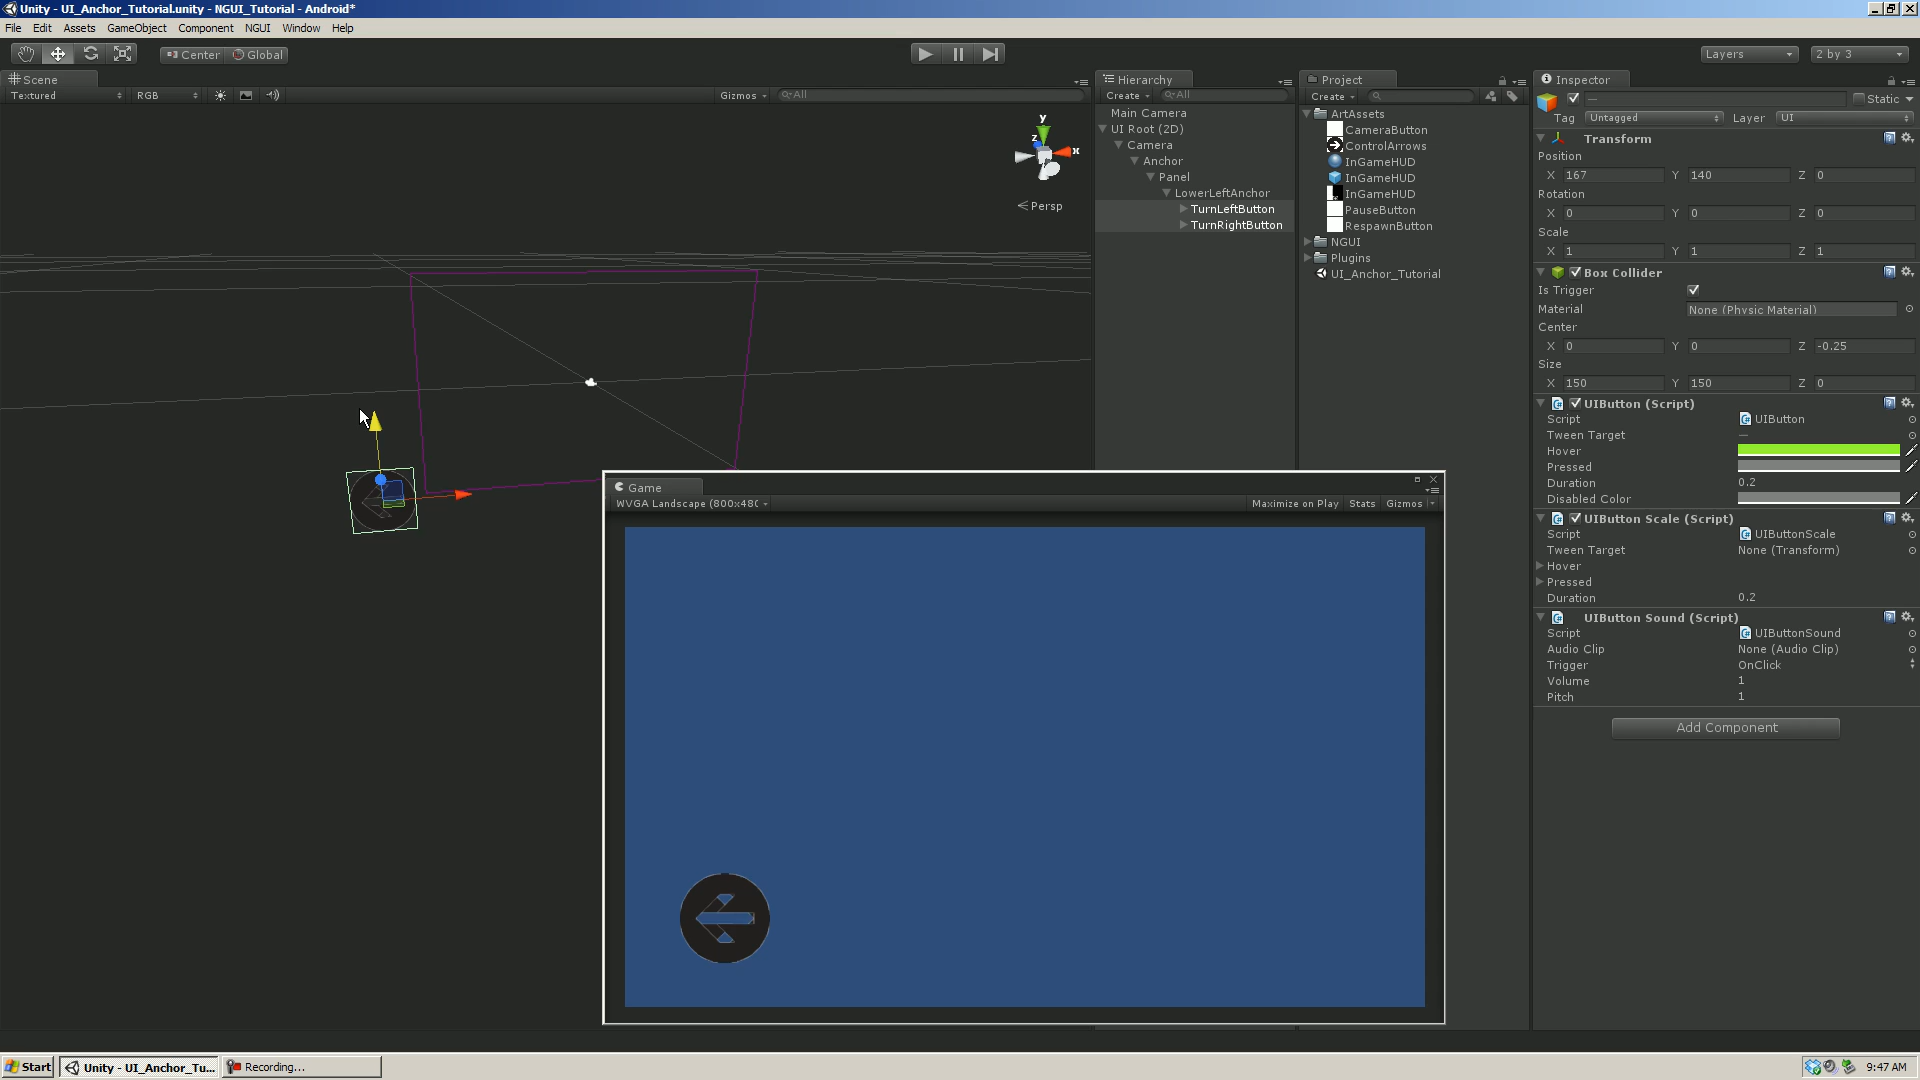 Unity - UI_Anchor_Tutorial.unity - NGUI_Tutorial - Android*
File Edit Assets GameObject Component NGUI Window Help
Center Global Layers 2 by 3
Scene
Textured RGB Gizmos All
y
z
x
Persp
Hierarchy
Create All
Main Camera
UI Root (2D)
Camera
Anchor
Panel
LowerLeftAnchor
TurnLeftButton
TurnRightButton
Project
Create
ArtAssets
CameraButton
ControlArrows
InGameHUD
InGameHUD
InGameHUD
PauseButton
RespawnButton
NGUI
Plugins
UI_Anchor_Tutorial
Inspector
— Static
Tag Untagged Layer UI
Transform
Position
X 167 Y 140 Z 0
Rotation
X 0 Y 0 Z 0
Scale
X 1 Y 1 Z 1
Box Collider
Is Trigger
Material None (Physic Material)
Center
X 0 Y 0 Z -0.25
Size
X 150 Y 150 Z 0
UIButton (Script)
Script UIButton
Tween Target —
Hover
Pressed
Duration 0.2
Disabled Color
UIButton Scale (Script)
Script UIButtonScale
Tween Target None (Transform)
Hover
Pressed
Duration 0.2
UIButton Sound (Script)
Script UIButtonSound
Audio Clip None (Audio Clip)
Trigger OnClick
Volume 1
Pitch 1
Add Component
Game
WVGA Landscape (800x480 Maximize on Play Stats Gizmos
Start Unity - UI_Anchor_Tu... Recording... 9:47 AM